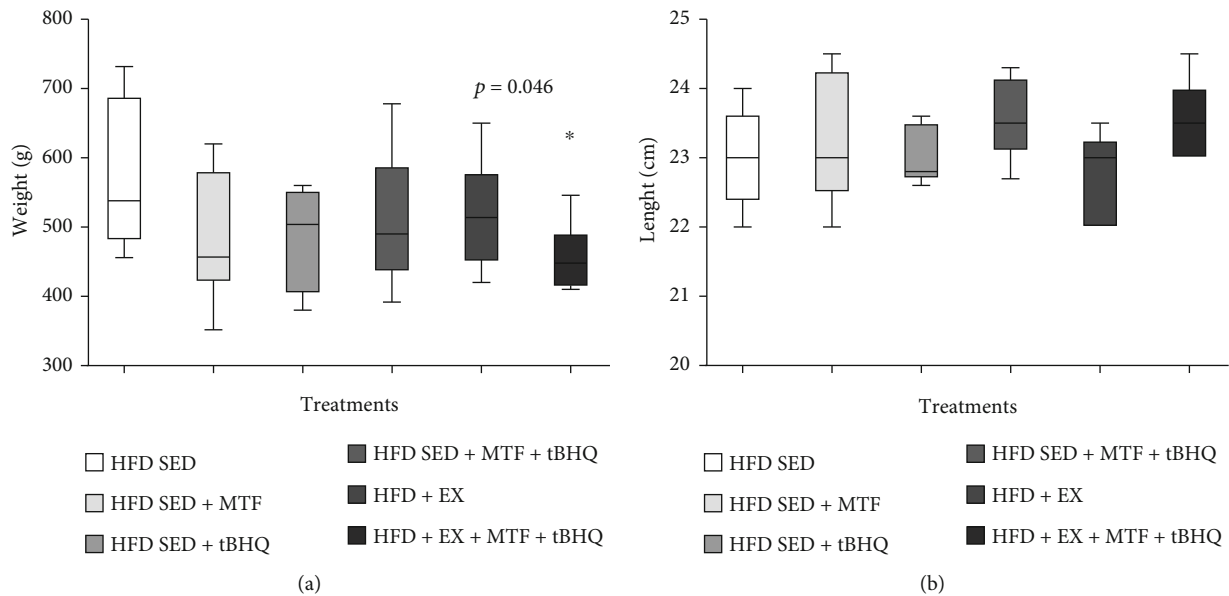 800
700
600
500
400
300
Weight (g)
p = 0.046
*
Treatments
HFD SED
HFD SED + MTF
HFD SED + tBHQ
HFD SED + MTF + tBHQ
HFD + EX
HFD + EX + MTF + tBHQ
(a)
25
24
23
22
21
20
Lenght (cm)
Treatments
HFD SED
HFD SED + MTF
HFD SED + tBHQ
HFD SED + MTF + tBHQ
HFD + EX
HFD + EX + MTF + tBHQ
(b)